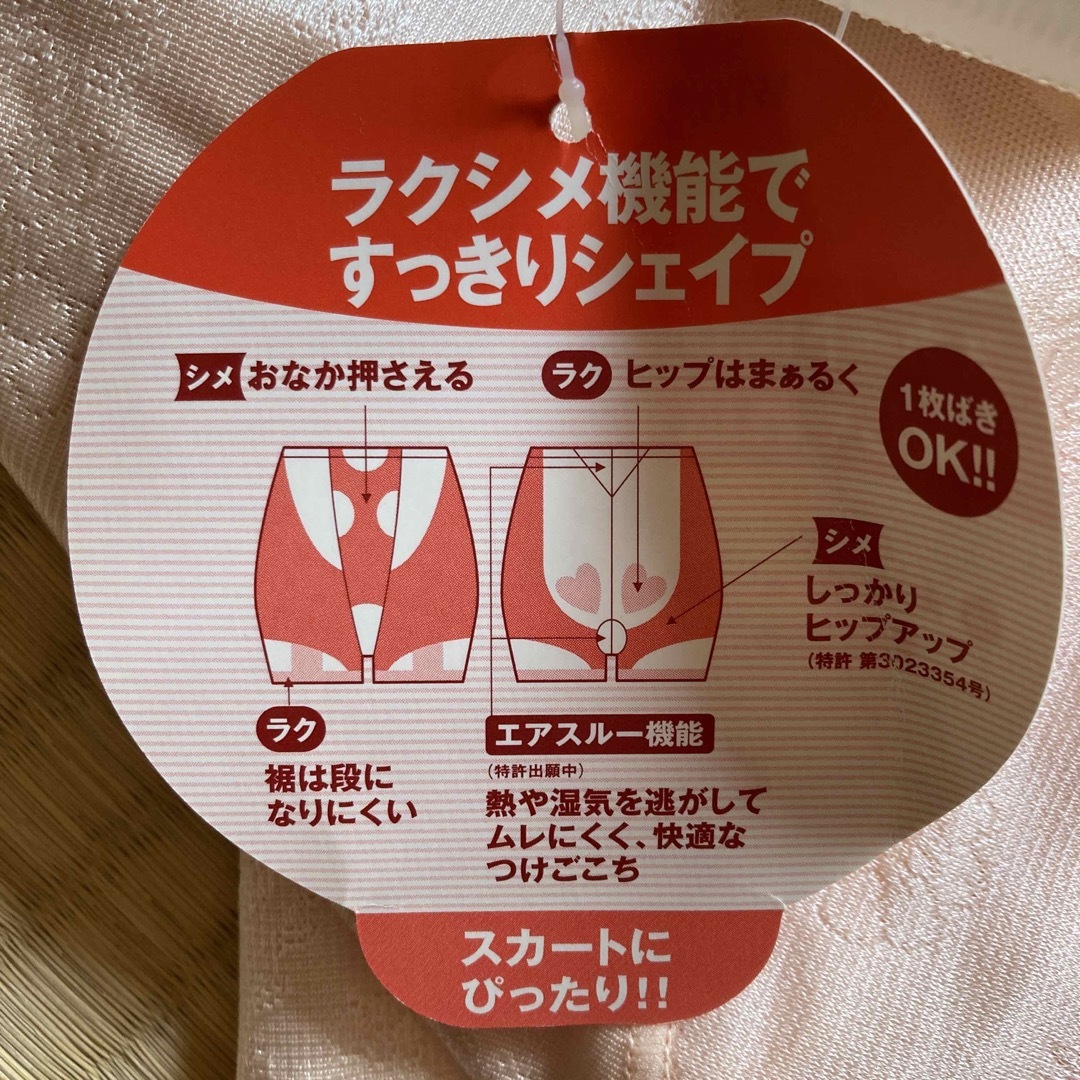 ラクシメ機能で
すっきりシェイプ
シメ おなか押さえる
ラク ヒップはまぁるく
1枚ばき
OK!!
シメ
しっかり
ヒップアップ
(特許 第3023354号)
ラク
裾は段に
なりにくい
エアスルー機能
(特許出願中)
熱や湿気を逃がして
ムレにくく、快適な
つけごこち
スカートに
ぴったり!!